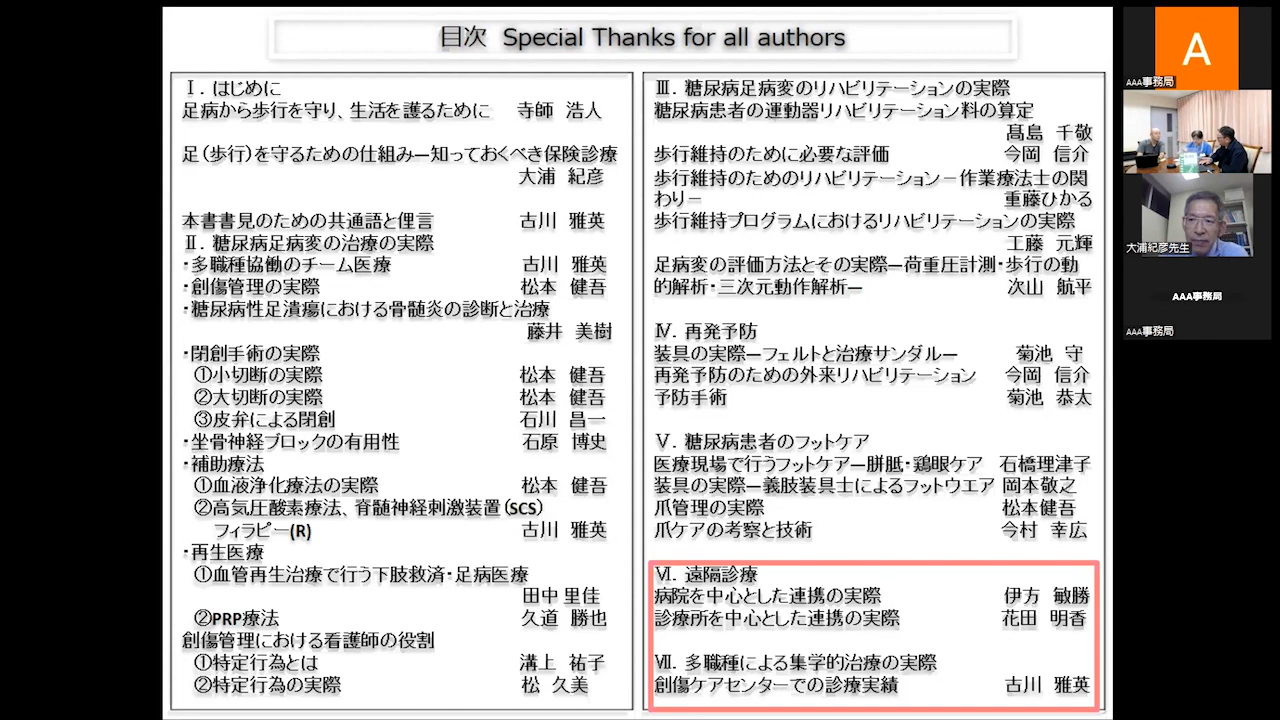 目次 Special Thanks for all authors
Ⅰ. はじめに
足病から歩行を守り、生活を護るために 寺師 浩人
足(歩行)を守るための仕組みー知っておくべき保険診療
大浦 紀彦
本書書見のための共通語と俚言 古川 雅英
Ⅱ. 糖尿病足病変の治療の実際
・多職種協働のチーム医療 古川 雅英
・創傷管理の実際 松本 健吾
・糖尿病性足潰瘍における骨髄炎の診断と治療
藤井 美樹
・閉創手術の実際
①小切断の実際 松本 健吾
②大切断の実際 松本 健吾
③皮弁による閉創 石川 昌一
・坐骨神経ブロックの有用性 石原 博史
・補助療法
①血液浄化療法の実際 松本 健吾
②高気圧酸素療法、脊髄神経刺激装置(SCS)
フィラピー(R) 古川 雅英
・再生医療
①血管再生治療で行う下肢救済・足病医療
田中 里佳
②PRP療法 久道 勝也
創傷管理における看護師の役割
①特定行為とは 溝上 祐子
②特定行為の実際 松 久美
Ⅲ. 糖尿病足病変のリハビリテーションの実際
糖尿病患者の運動器リハビリテーション料の算定
髙島 千敬
歩行維持のために必要な評価 今岡 信介
歩行維持のためのリハビリテーション－作業療法士の関
わり－ 重藤ひかる
歩行維持プログラムにおけるリハビリテーションの実際
工藤 元輝
足病変の評価方法とその実際―荷重圧計測・歩行の動
的解析・三次元動作解析― 次山 航平
Ⅳ. 再発予防
装具の実際―フェルトと治療サンダル― 菊池 守
再発予防のための外来リハビリテーション 今岡 信介
予防手術 菊池 恭太
Ⅴ. 糖尿病患者のフットケア
医療現場で行うフットケアー胼胝・鶏眼ケア 石橋理津子
装具の実際―義肢装具士によるフットウエア 岡本敬之
爪管理の実際 松本健吾
爪ケアの考察と技術 今村 幸広
Ⅵ. 遠隔診療
病院を中心とした連携の実際 伊方 敏勝
診療所を中心とした連携の実際 花田 明香
Ⅶ. 多職種による集学的治療の実際
創傷ケアセンターでの診療実績 古川 雅英
A
AAA事務局
大浦紀彦先生
AAA事務局
AAA事務局